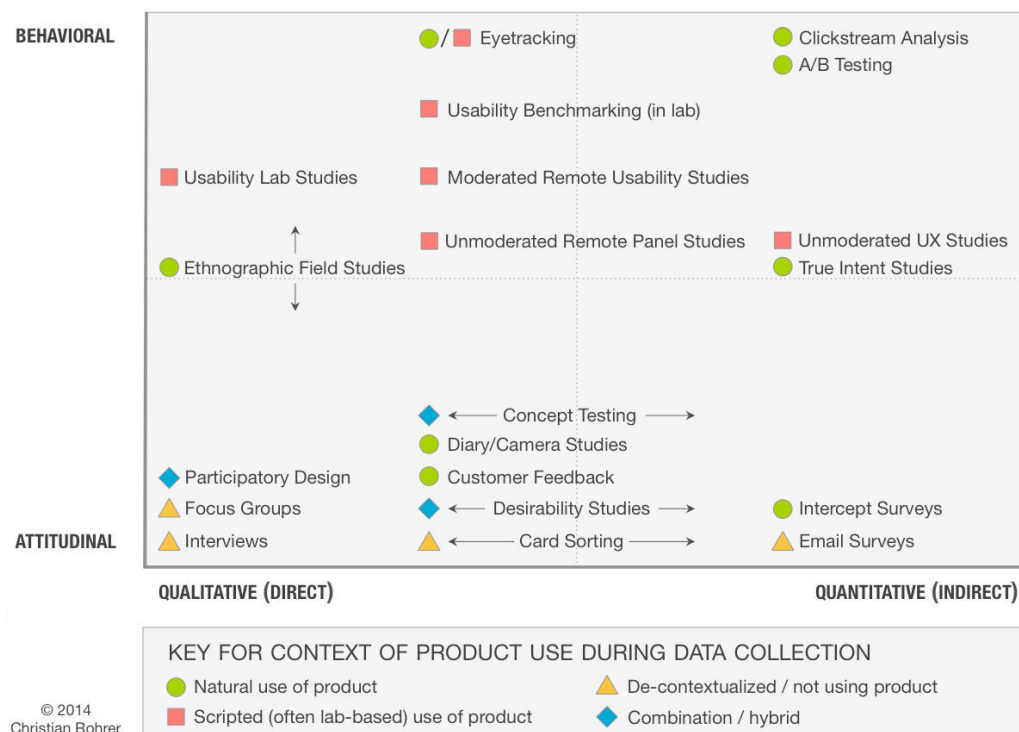 BEHAVIORAL
/ Eyetracking
Clickstream Analysis
A/B Testing
Usability Benchmarking (in lab)
Usability Lab Studies
Moderated Remote Usability Studies
Unmoderated Remote Panel Studies
Unmoderated UX Studies
Ethnographic Field Studies
True Intent Studies
Concept Testing
Diary/Camera Studies
Participatory Design
Customer Feedback
Focus Groups
Desirability Studies
Intercept Surveys
ATTITUDINAL
Interviews
Card Sorting
Email Surveys
QUALITATIVE (DIRECT)
QUANTITATIVE (INDIRECT)
KEY FOR CONTEXT OF PRODUCT USE DURING DATA COLLECTION
Natural use of product
De-contextualized / not using product
Scripted (often lab-based) use of product
Combination / hybrid
© 2014
Christian Rohrer